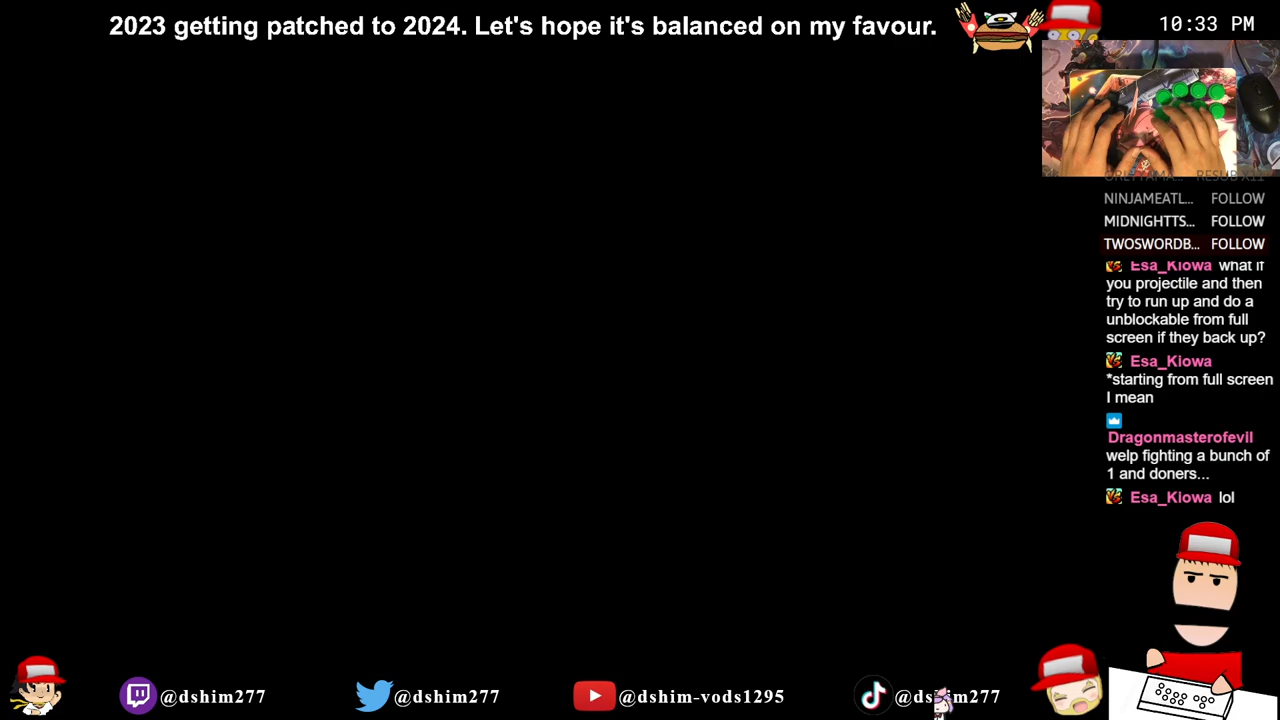 2023 getting patched to 2024. Let's hope it's balanced on my favour.
10:33 PM
RESUB X11
NINJAMEATL... FOLLOW
MIDNIGHTTS... FOLLOW
TWOSWORDB... FOLLOW
Esa_Kiowa what if
you projectile and then
try to run up and do a
unblockable from full
screen if they back up?
Esa_Kiowa
*starting from full screen
I mean
Dragonmasterofevil
welp fighting a bunch of
1 and doners...
Esa_Kiowa lol
@dshim277
@dshim277
@dshim-vods1295
@dshim277